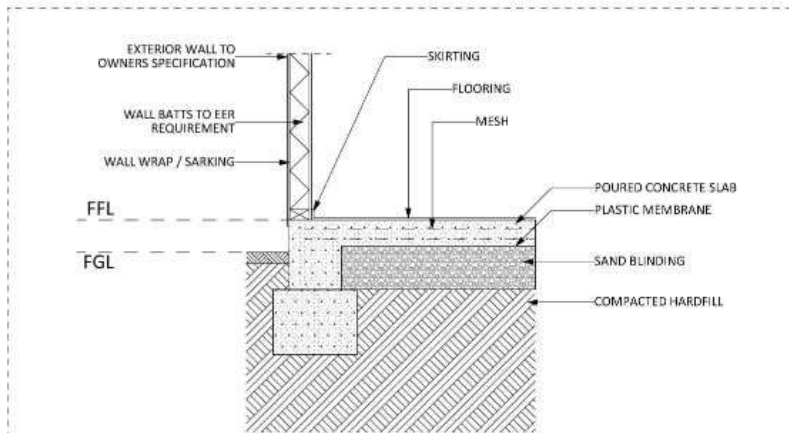 EXTERIOR WALL TO
OWNERS SPECIFICATION
SKIRTING
FLOORING
WALL BATTS TO EER
REQUIREMENT
MESH
WALL WRAP / SARKING
POURED CONCRETE SLAB
FFL
PLASTIC MEMBRANE
FGL
SAND BLINDING
COMPACTED HARDFILL